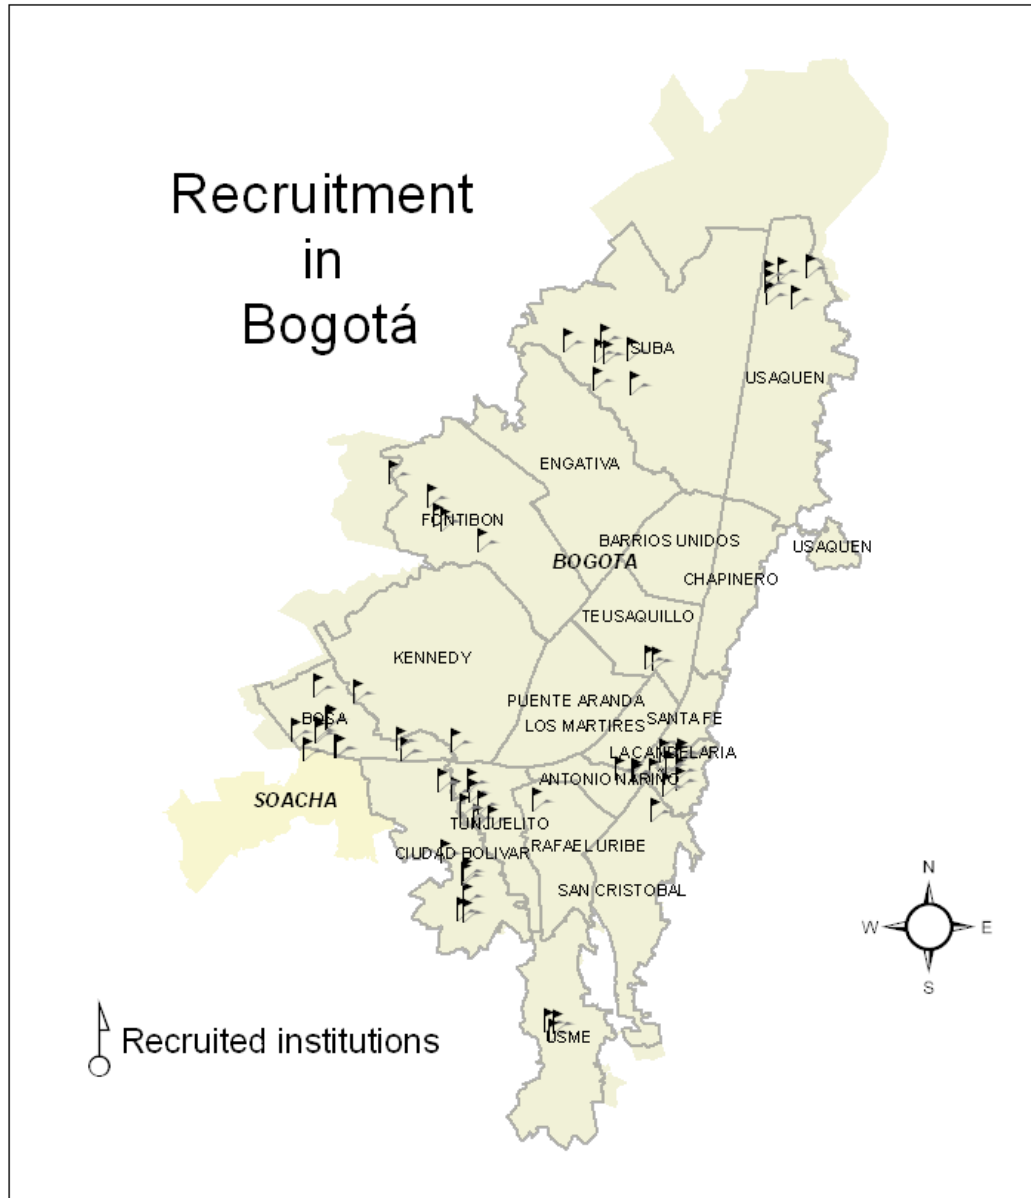 Recruitment
in
Bogotá
SUBA
USAQUEN
ENGATIVA
FONTIBON
BARRIOS UNIDOS
USAQUEN
BOGOTA
CHAPINERO
TEUSAQUILLO
KENNEDY
PUENTE ARANDA
BOSA
LOS MARTIRES
SANTA FE
LA CANDELARIA
ANTONIO NARIÑO
SOACHA
TUNJUELITO
RAFAEL URIBE
CIUDAD BOLIVAR
SAN CRISTOBAL
N
W
E
S
USME
Recruited institutions